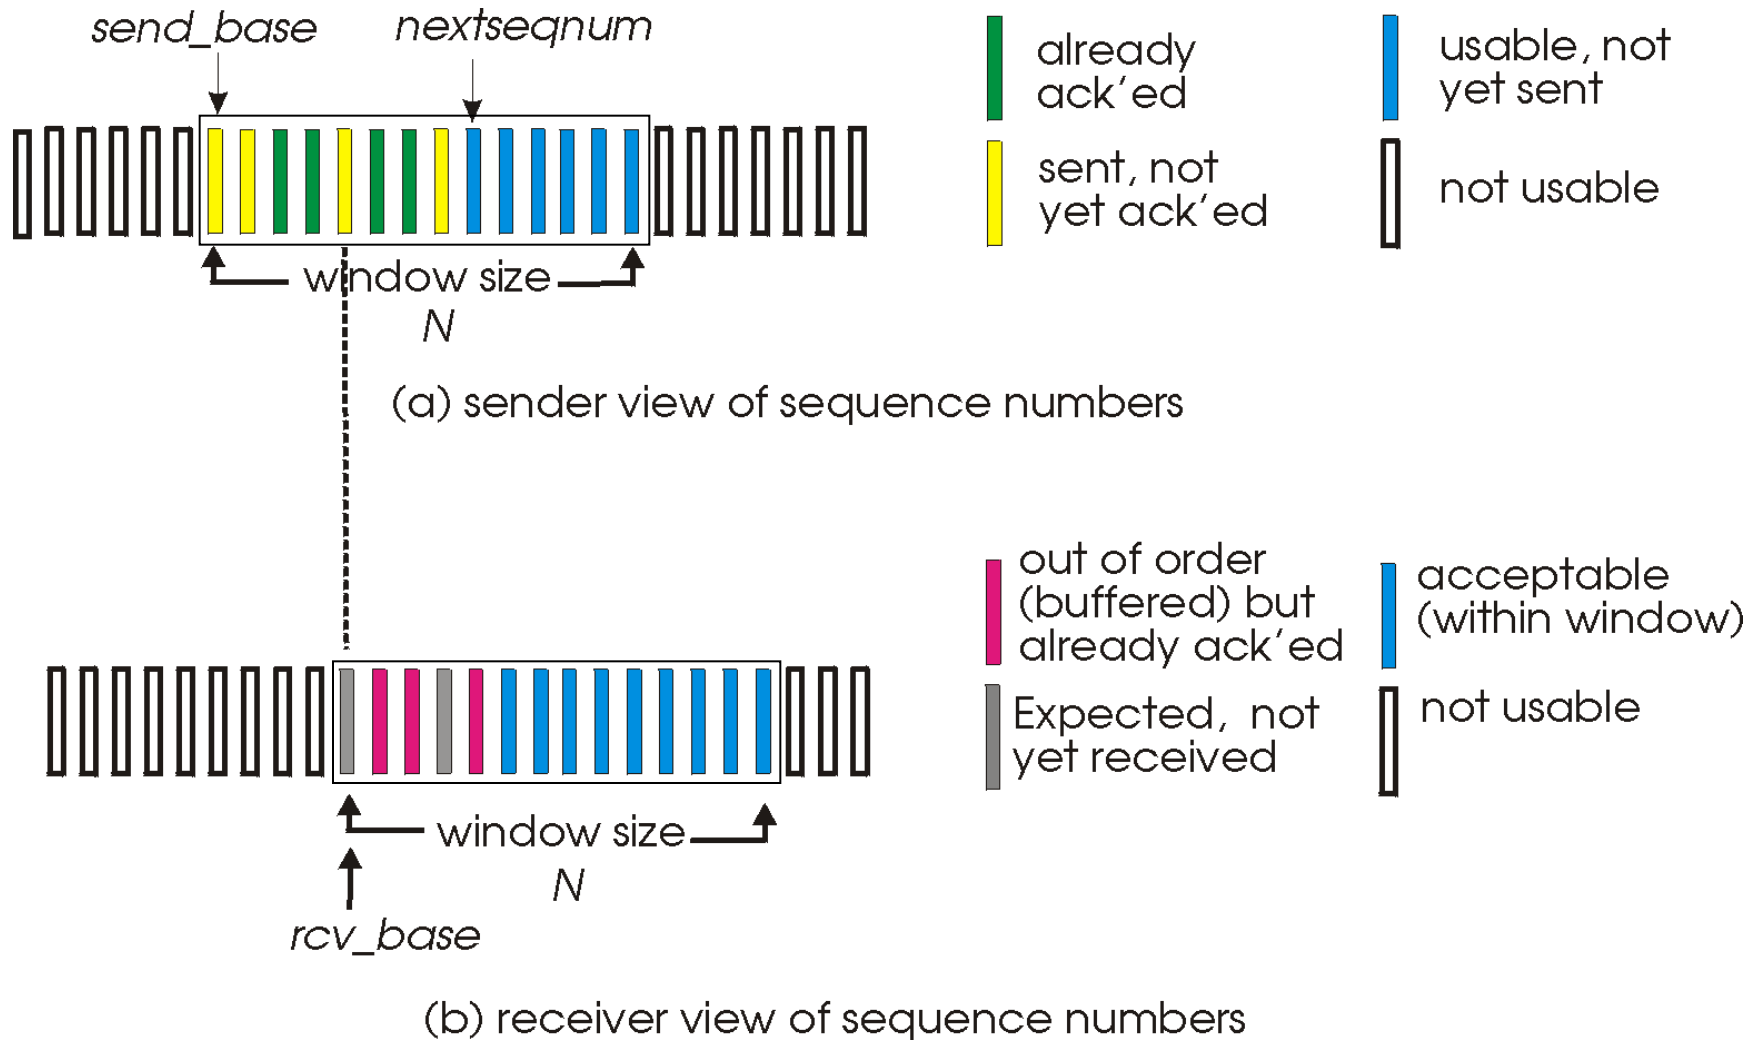 send_base
nextseqnum
already
ack'ed
usable, not
yet sent
sent, not
yet ack'ed
not usable
window size
N
(a) sender view of sequence numbers
out of order
(buffered) but
already ack'ed
acceptable
(within window)
Expected, not
yet received
not usable
window size
N
rcv_base
(b) receiver view of sequence numbers